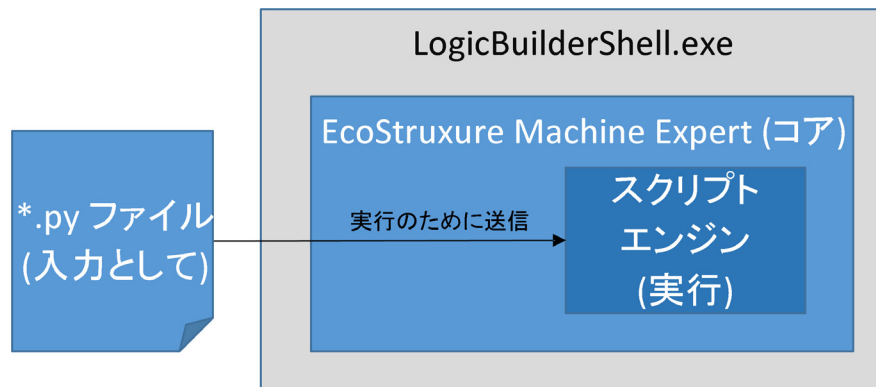 LogicBuilderShell.exe
EcoStruxure Machine Expert (コア)
*.py ファイル
(入力として)
実行のために送信
スクリプト
エンジン
(実行)